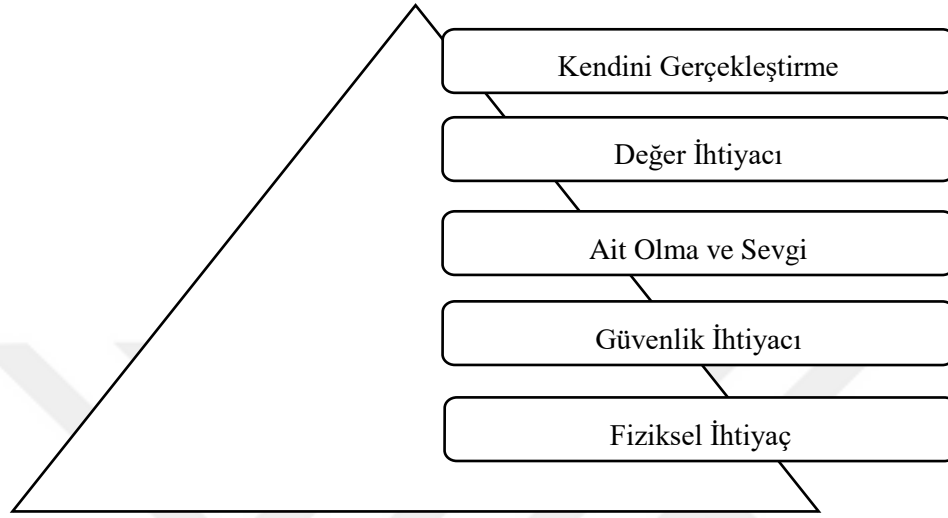 Kendini Gerçekleştirme
Değer İhtiyacı
Ait Olma ve Sevgi
Güvenlik İhtiyacı
Fiziksel İhtiyaç